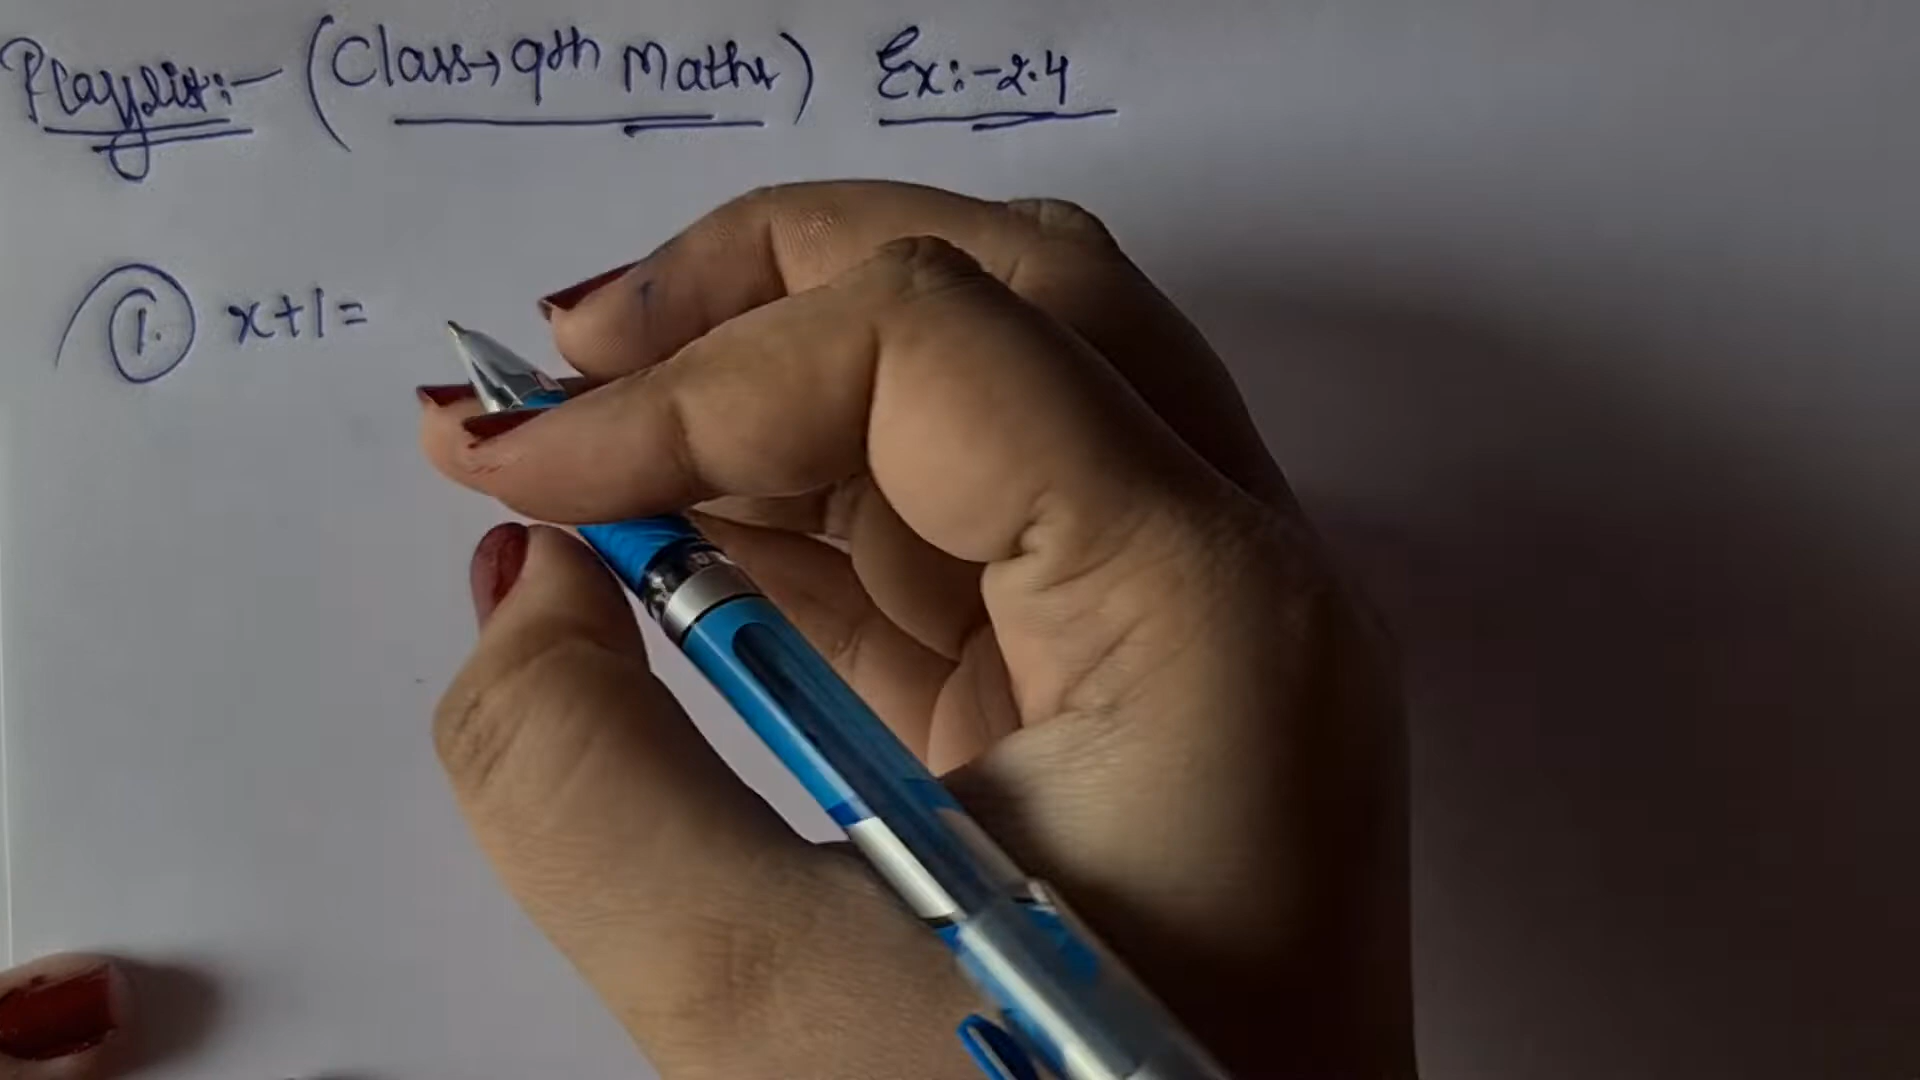 Playlist:- (Class→9th Maths) Ex:-2.4
1. x+1=